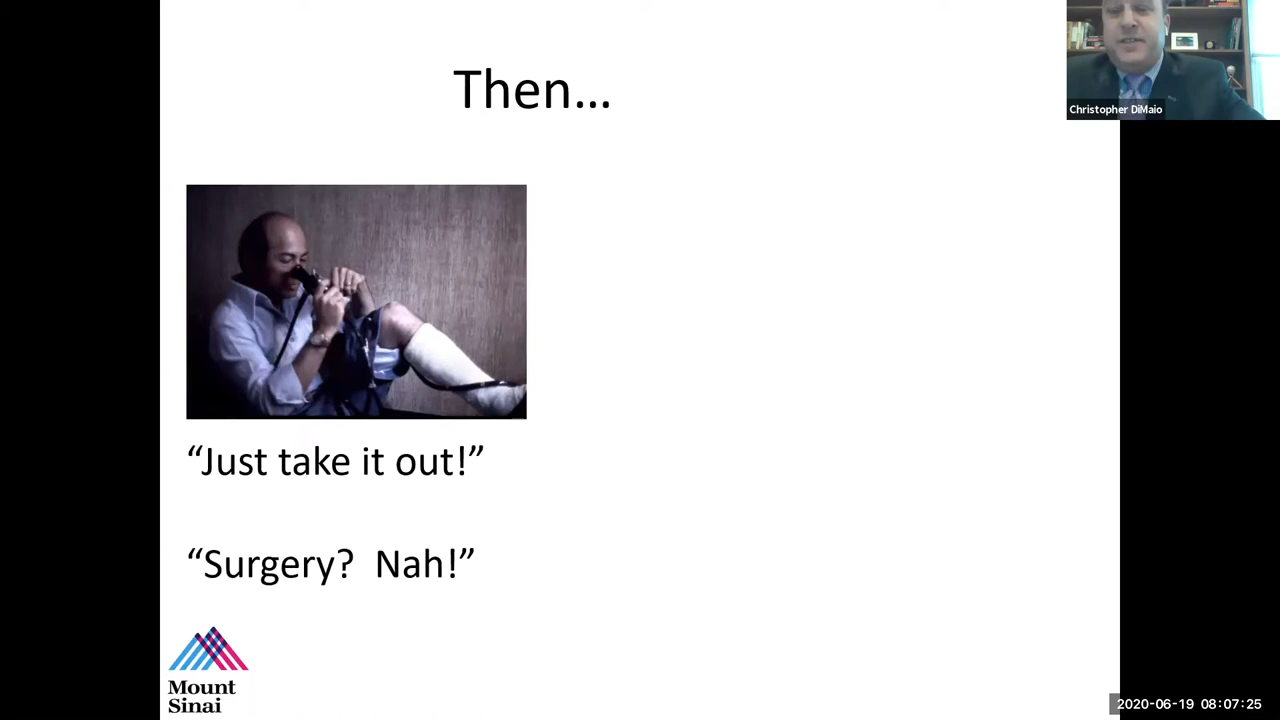 Then...
Christopher DiMaio
“Just take it out!”
“Surgery?  Nah!”
Mount
Sinai
2020-06-19 08:07:25